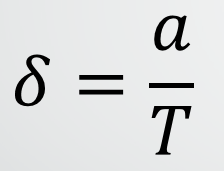 δ = a/T